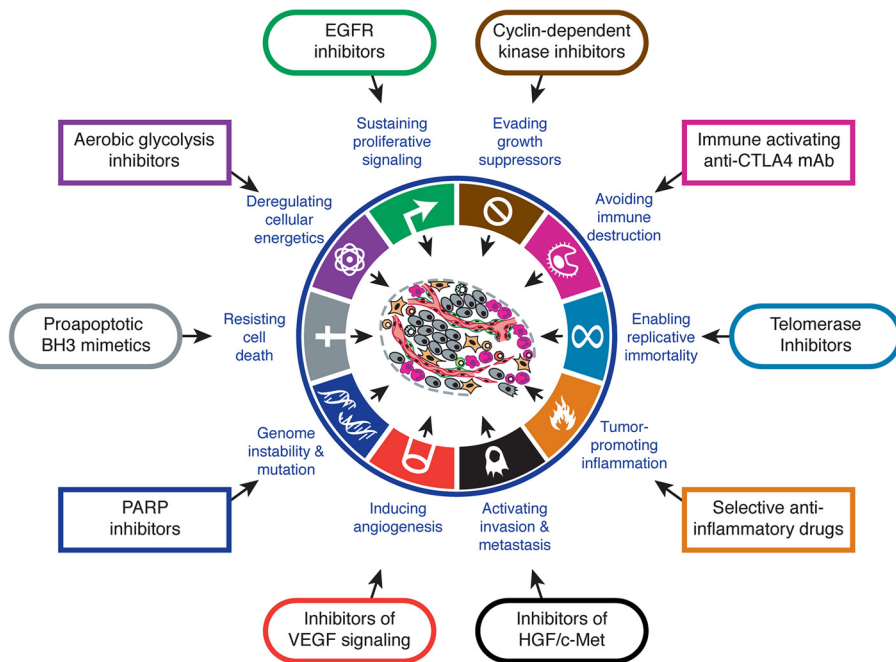 EGFR
inhibitors
Cyclin-dependent
kinase inhibitors
Sustaining
proliferative
signaling
Evading
growth
suppressors
Aerobic glycolysis
inhibitors
Immune activating
anti-CTLA4 mAb
Deregulating
cellular
energetics
Avoiding
immune
destruction
Proapoptotic
BH3 mimetics
Resisting
cell
death
Enabling
replicative
immortality
Telomerase
Inhibitors
Genome
instability &
mutation
Tumor-
promoting
inflammation
PARP
inhibitors
Inducing
angiogenesis
Activating
invasion &
metastasis
Selective anti-
inflammatory drugs
Inhibitors of
VEGF signaling
Inhibitors of
HGF/c-Met